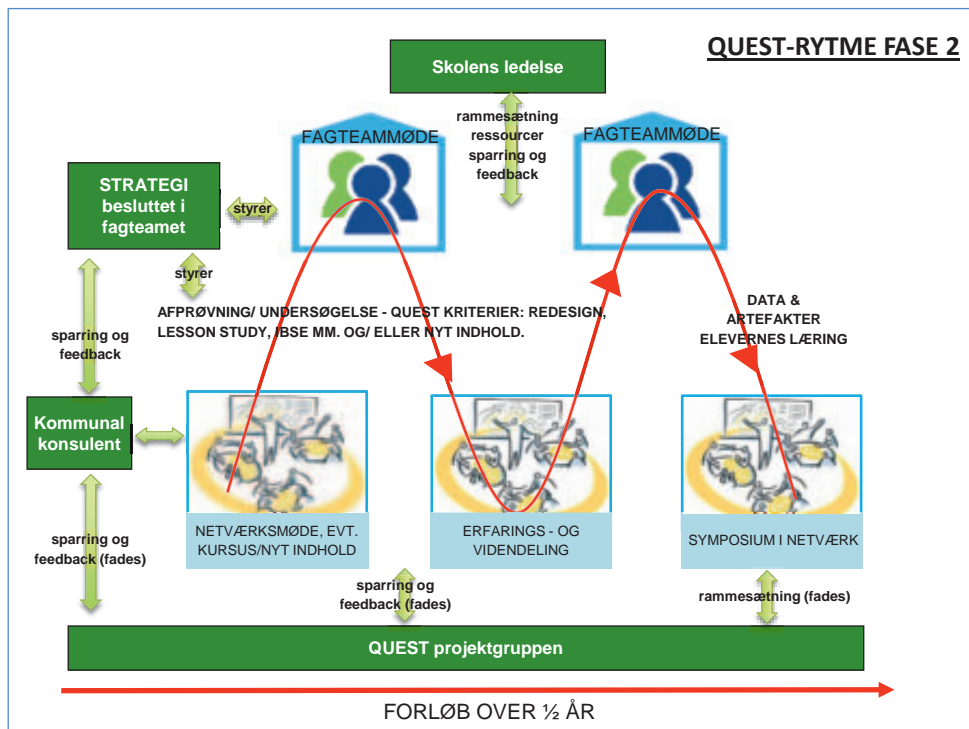 QUEST-RYTME FASE 2
Skolens ledelse
rammesætning
ressourcer
sparring og
feedback
FAGTEAMMØDE
FAGTEAMMØDE
STRATEGI
besluttet i
fagteamet
styrer
styrer
AFPRØVNING/ UNDERSØGELSE - QUEST KRITERIER: REDESIGN,
LESSON STUDY, IBSE MM. OG/ ELLER NYT INDHOLD.
DATA &
ARTEFAKTER
ELEVERNES LÆRING
sparring og
feedback
Kommunal
konsulent
NETVÆRKSMØDE, EVT.
KURSUS/NYT INDHOLD
ERFARINGS - OG
VIDENDELING
SYMPOSIUM I NETVÆRK
sparring og
feedback (fades)
sparring og
feedback (fades)
rammesætning (fades)
QUEST projektgruppen
FORLØB OVER ½ ÅR